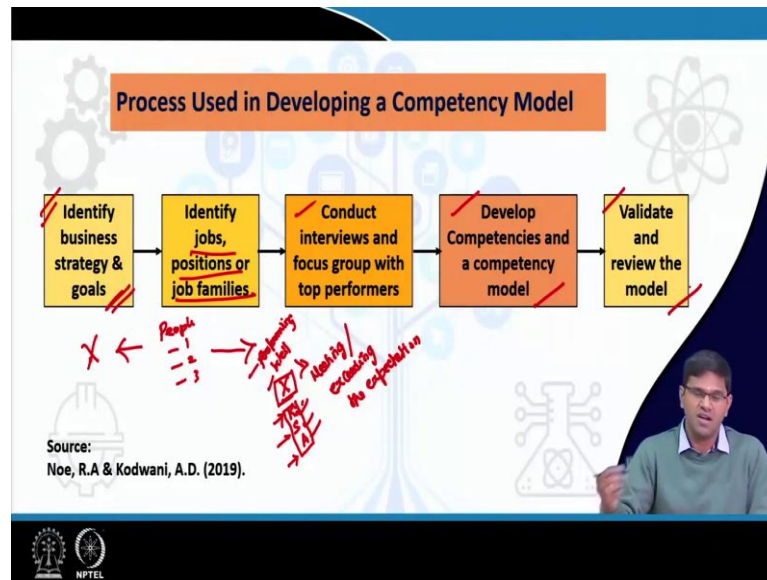 Process Used in Developing a Competency Model
Identify
business
strategy &
goals
Identify
jobs,
positions or
job families
Conduct
interviews and
focus group with
top performers
Develop
Competencies and
a competency
model
Validate
and
review the
model
X ← People →
- 1
- 2
- 3
performing
well
X
Meeting/
exceeding
the expectation
K
S
A
Source:
Noe, R.A & Kodwani, A.D. (2019).
NPTEL